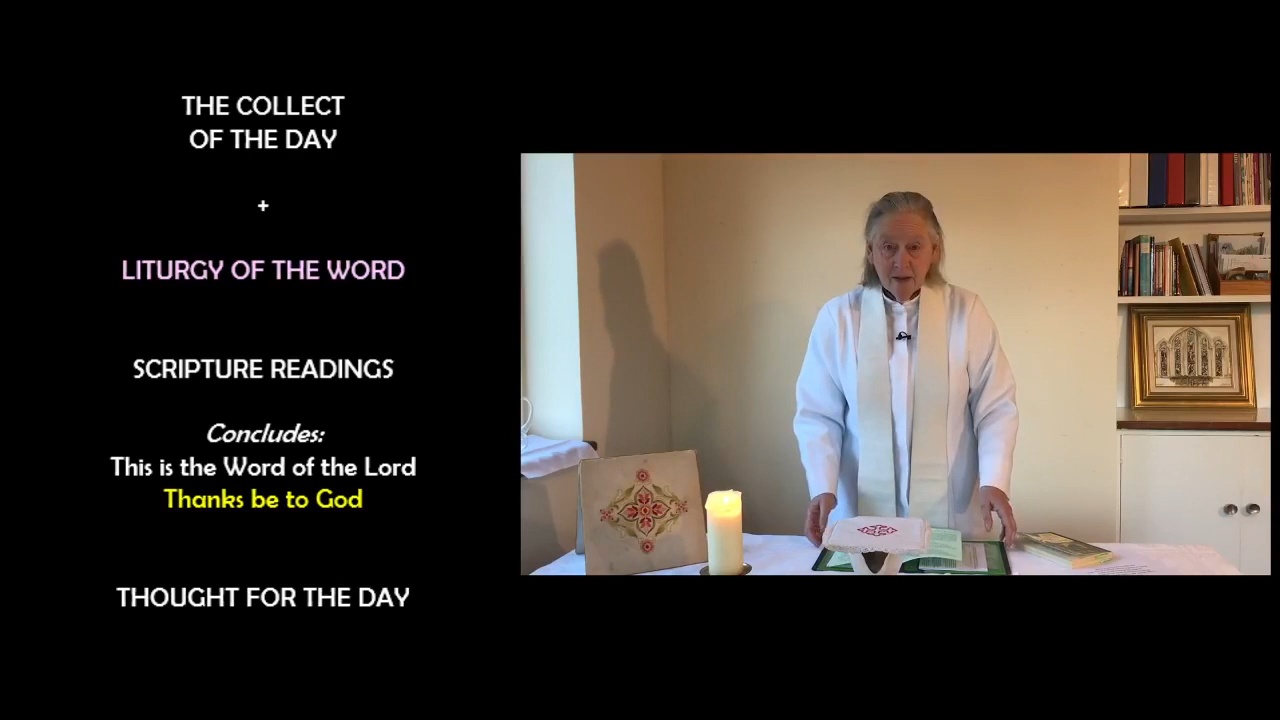 THE COLLECT
OF THE DAY
+
LITURGY OF THE WORD
SCRIPTURE READINGS
Concludes:
This is the Word of the Lord
Thanks be to God
THOUGHT FOR THE DAY